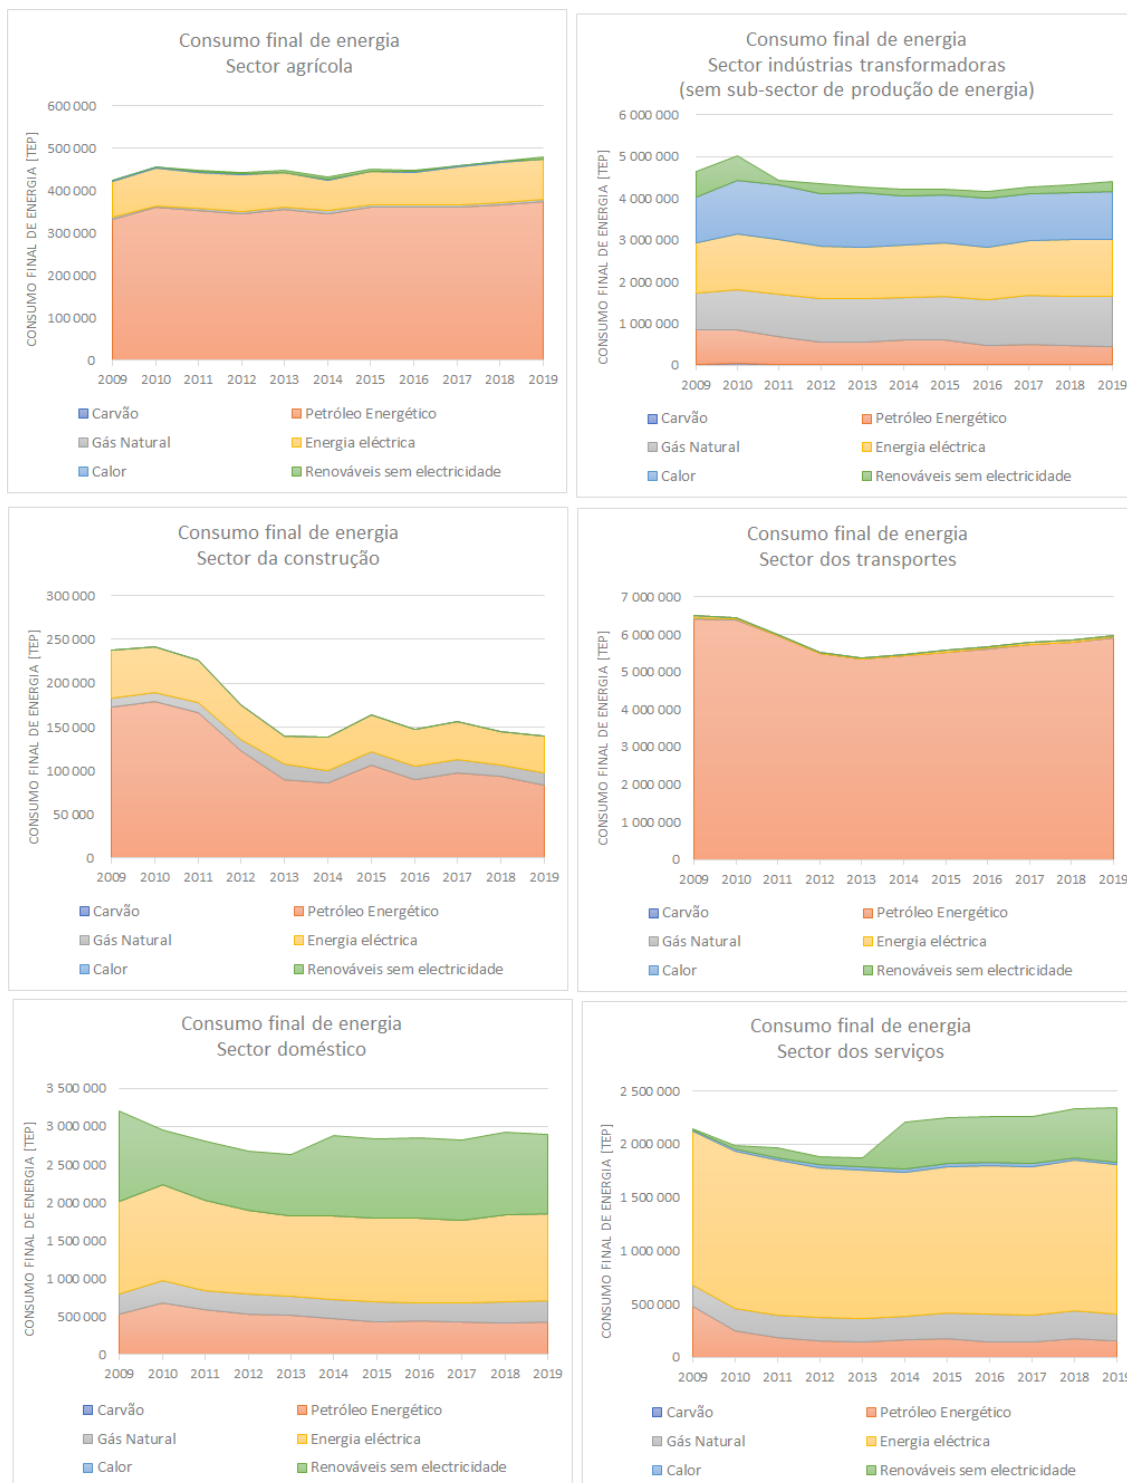 Consumo final de energia
Sector agrícola
CONSUMO FINAL DE ENERGIA [TEP]
600 000
500 000
400 000
300 000
200 000
100 000
0
2009 2010 2011 2012 2013 2014 2015 2016 2017 2018 2019
Carvão Petróleo Energético
Gás Natural Energia eléctrica
Calor Renováveis sem electricidade
Consumo final de energia
Sector indústrias transformadoras
(sem sub-sector de produção de energia)
CONSUMO FINAL DE ENERGIA [TEP]
6 000 000
5 000 000
4 000 000
3 000 000
2 000 000
1 000 000
0
2009 2010 2011 2012 2013 2014 2015 2016 2017 2018 2019
Carvão Petróleo Energético
Gás Natural Energia eléctrica
Calor Renováveis sem electricidade
Consumo final de energia
Sector da construção
CONSUMO FINAL DE ENERGIA [TEP]
300 000
250 000
200 000
150 000
100 000
50 000
0
2009 2010 2011 2012 2013 2014 2015 2016 2017 2018 2019
Carvão Petróleo Energético
Gás Natural Energia eléctrica
Calor Renováveis sem electricidade
Consumo final de energia
Sector dos transportes
CONSUMO FINAL DE ENERGIA [TEP]
7 000 000
6 000 000
5 000 000
4 000 000
3 000 000
2 000 000
1 000 000
0
2009 2010 2011 2012 2013 2014 2015 2016 2017 2018 2019
Carvão Petróleo Energético
Gás Natural Energia eléctrica
Calor Renováveis sem electricidade
Consumo final de energia
Sector doméstico
CONSUMO FINAL DE ENERGIA [TEP]
3 500 000
3 000 000
2 500 000
2 000 000
1 500 000
1 000 000
500 000
0
2009 2010 2011 2012 2013 2014 2015 2016 2017 2018 2019
Carvão Petróleo Energético
Gás Natural Energia eléctrica
Calor Renováveis sem electricidade
Consumo final de energia
Sector dos serviços
CONSUMO FINAL DE ENERGIA [TEP]
2 500 000
2 000 000
1 500 000
1 000 000
500 000
0
2009 2010 2011 2012 2013 2014 2015 2016 2017 2018 2019
Carvão Petróleo Energético
Gás Natural Energia eléctrica
Calor Renováveis sem electricidade